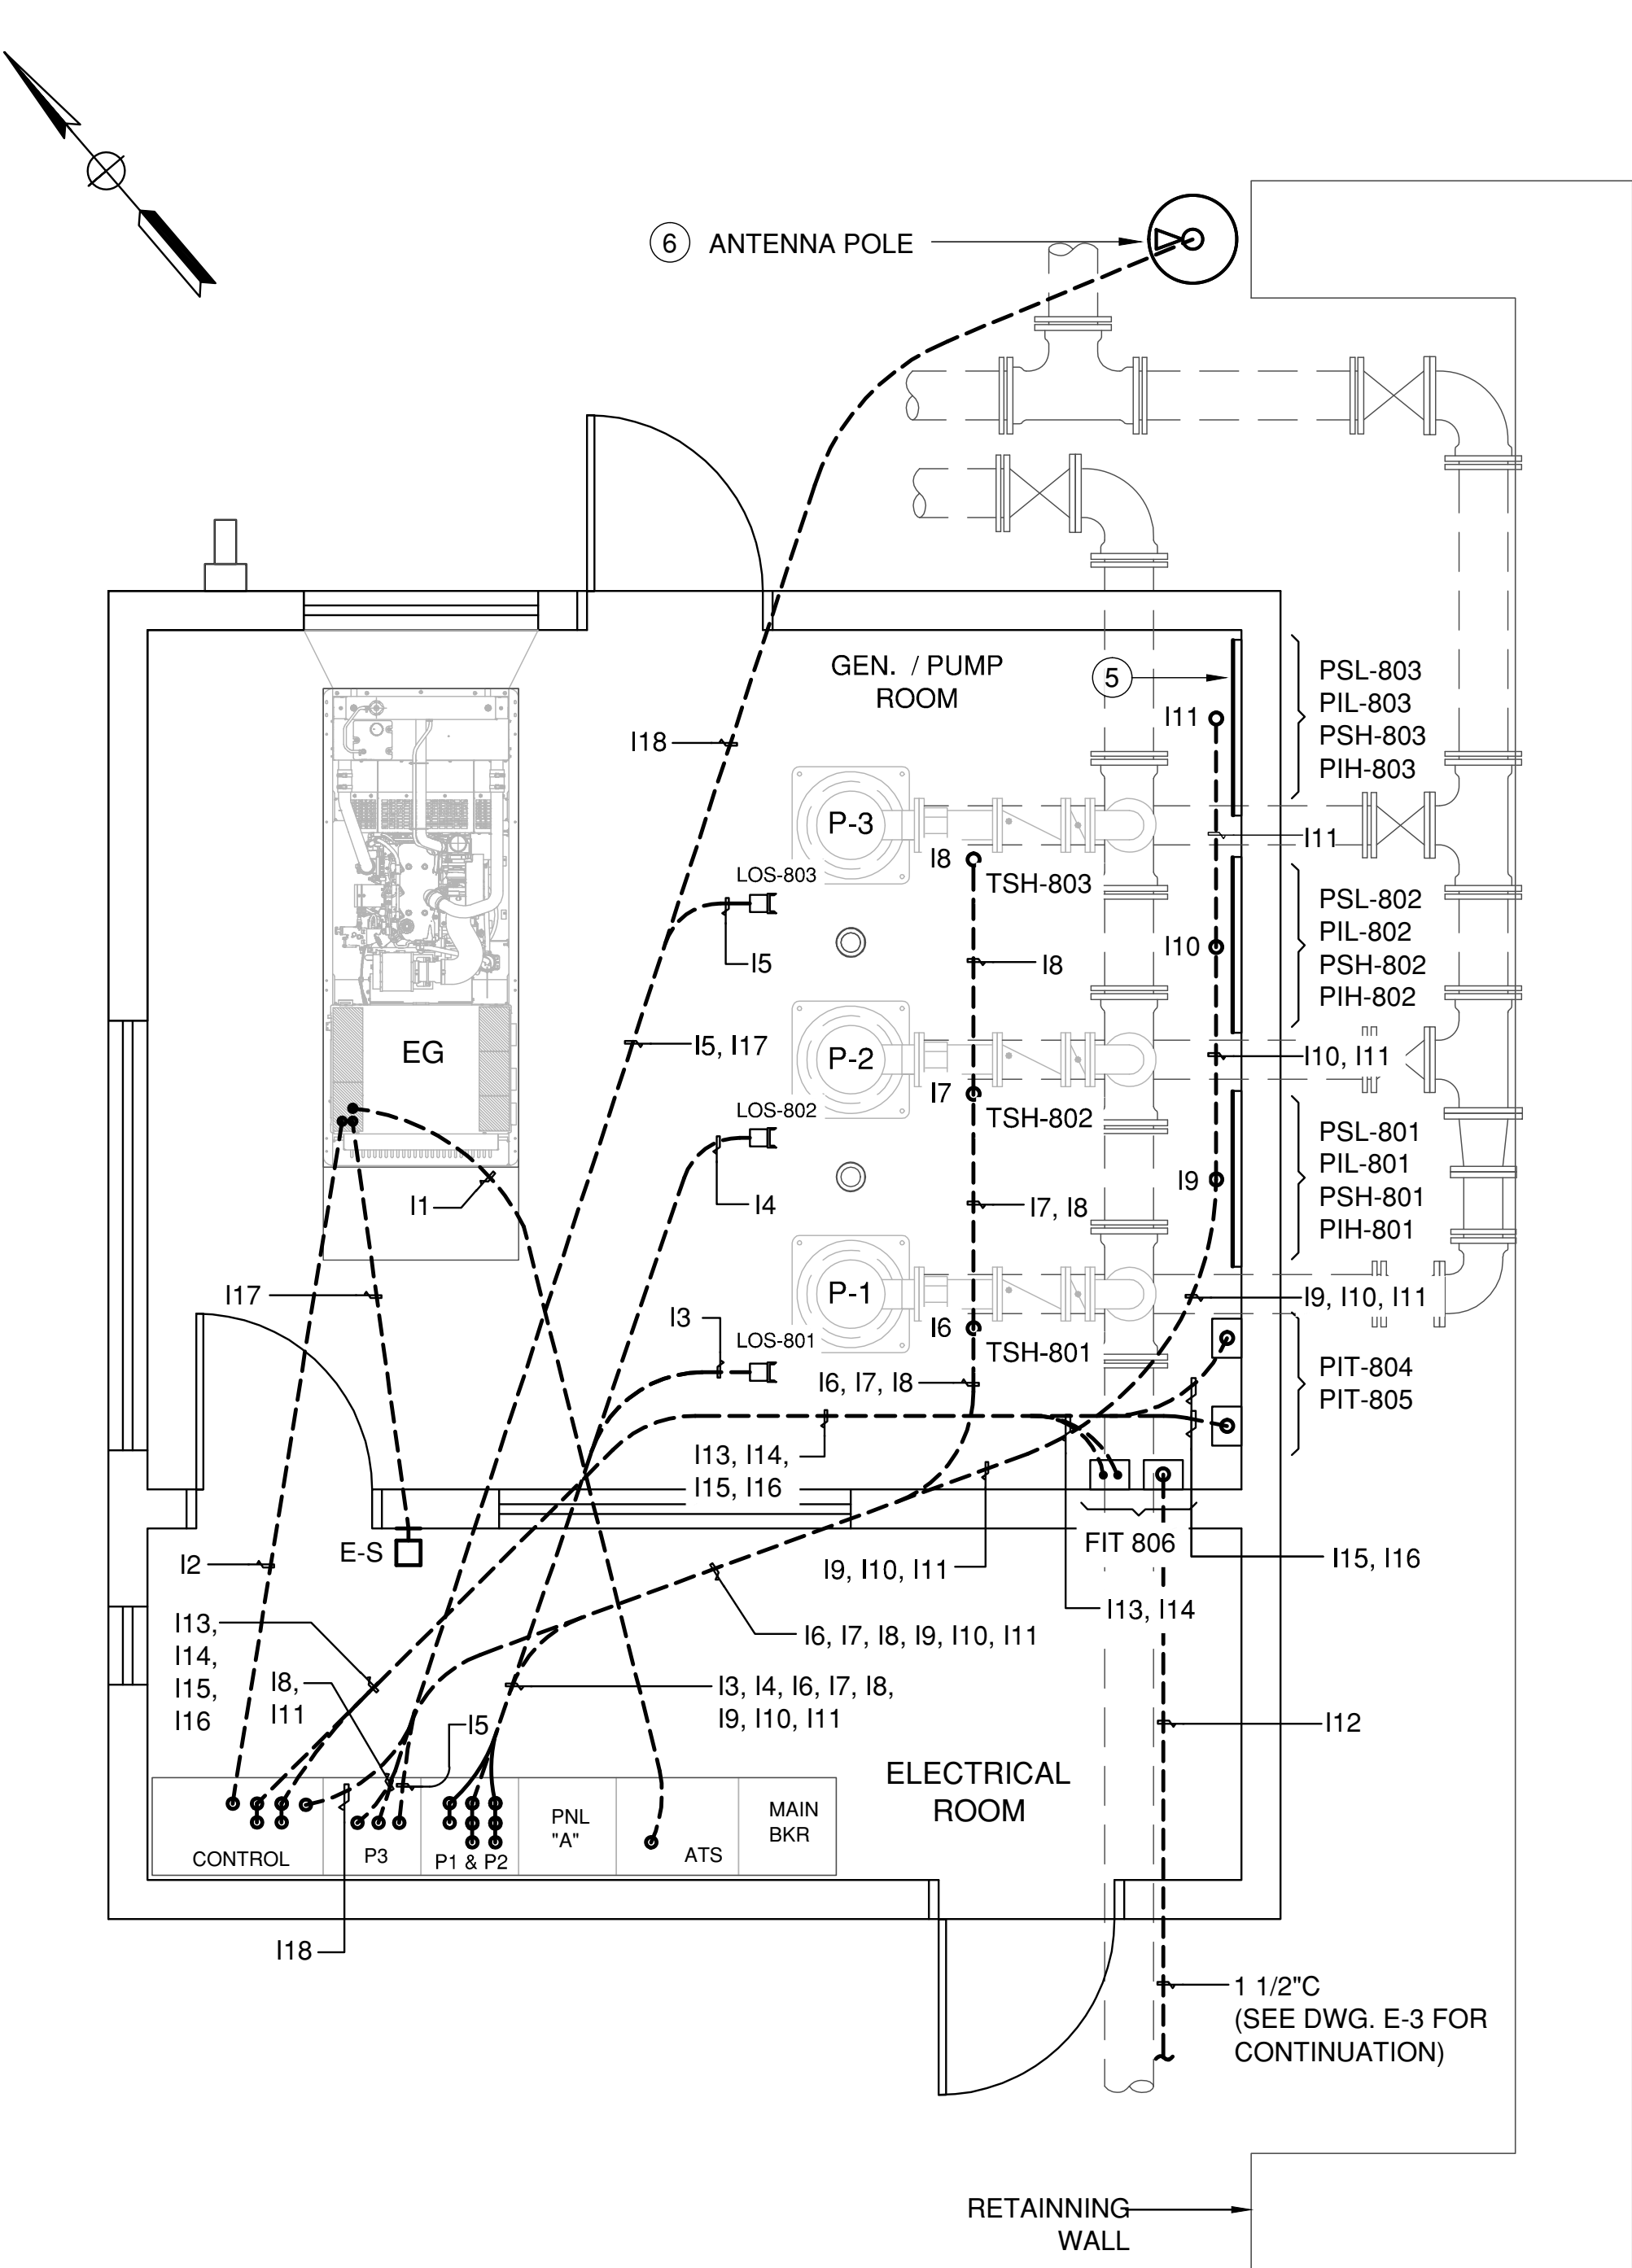 6 ANTENNA POLE
GEN. / PUMP
ROOM
5
PSL-803
PIL-803
PSH-803
PIH-803
I11
I18
P-3
I11
I8
LOS-803
TSH-803
PSL-802
PIL-802
PSH-802
PIH-802
I10
I5
I8
EG
I5, I17
P-2
I10, I11
I7
LOS-802
TSH-802
PSL-801
PIL-801
PSH-801
PIH-801
I9
I1
I4
I7, I8
I17
P-1
I9, I10, I11
I3
I6
LOS-801
TSH-801
PIT-804
PIT-805
I6, I7, I8
I13, I14,
I15, I16
FIT 806
E-S
I2
I9, I10, I11
I15, I16
I13, I14
I13,
I14,
I15,
I16
I6, I7, I8, I9, I10, I11
I8,
I11
I3, I4, I6, I7, I8,
I9, I10, I11
I5
I12
ELECTRICAL
ROOM
CONTROL
P3
P1 & P2
PNL
"A"
ATS
MAIN
BKR
I18
1 1/2"C
(SEE DWG. E-3 FOR
CONTINUATION)
RETAINNING
WALL